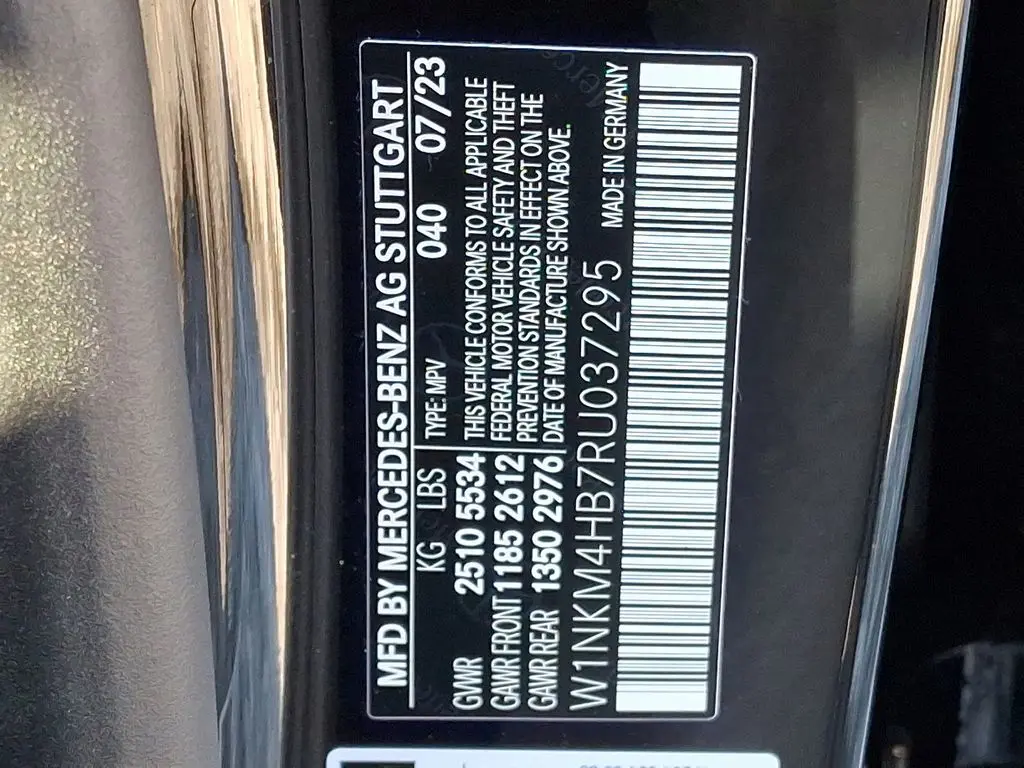 MFD BY MERCEDES-BENZ AG STUTTGART
KG LBS TYPE: MPV 040 07/23
GVWR 2510 5534
GAWR FRONT 1185 2612
GAWR REAR 1350 2976
THIS VEHICLE CONFORMS TO ALL APPLICABLE
FEDERAL MOTOR VEHICLE SAFETY AND THEFT
PREVENTION STANDARDS IN EFFECT ON THE
DATE OF MANUFACTURE SHOWN ABOVE.
W1NKM4HB7RU037295 MADE IN GERMANY